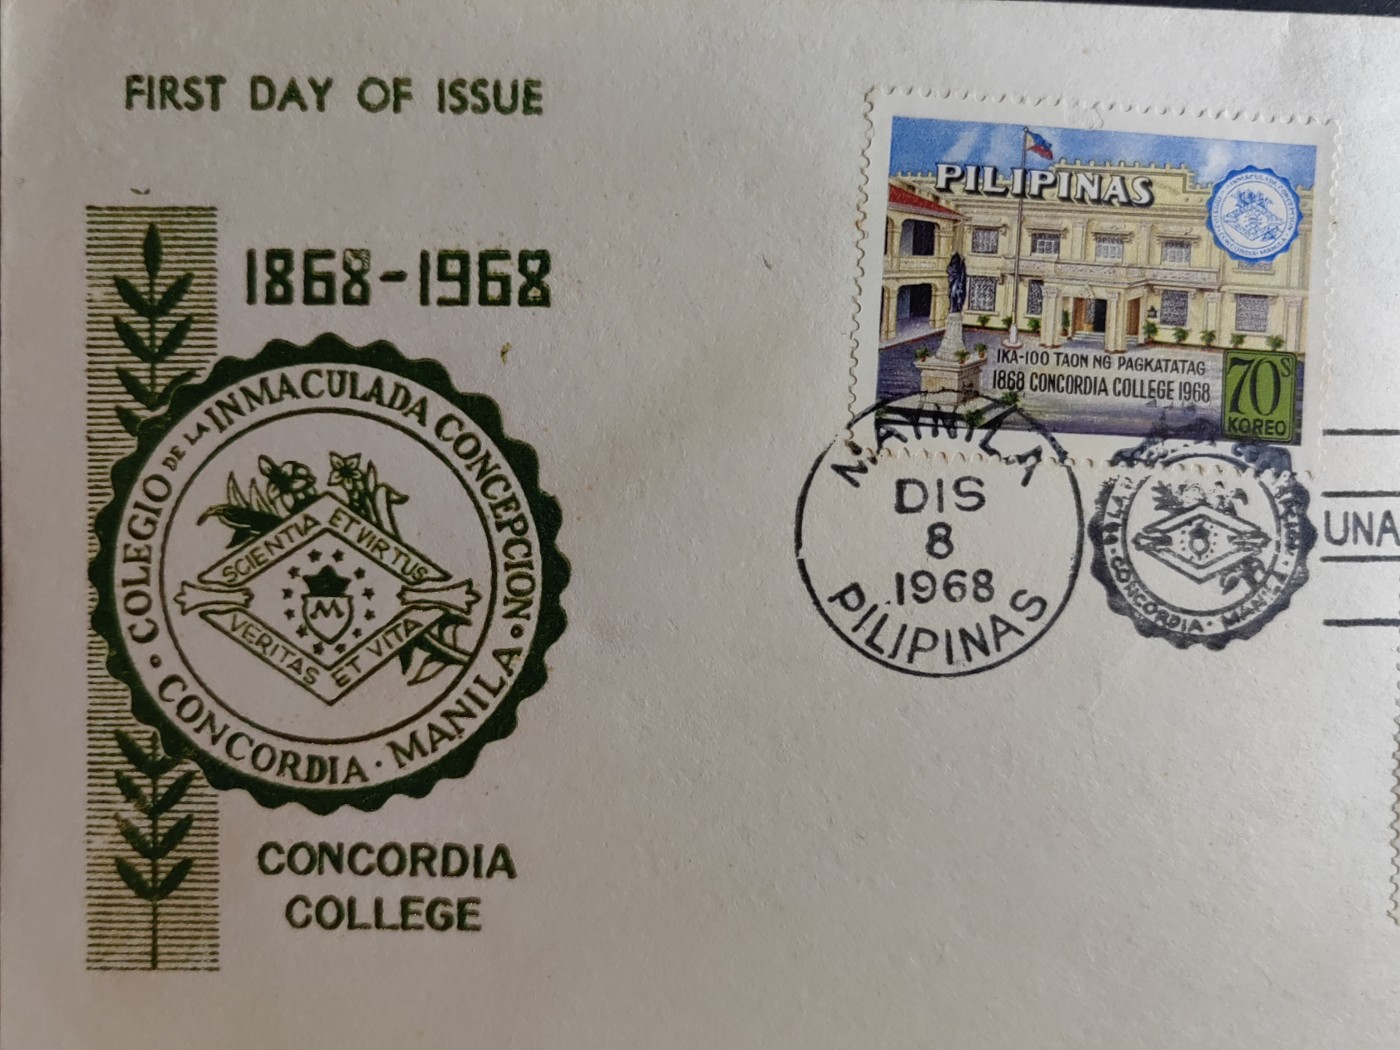 FIRST DAY OF ISSUE
1868-1968
COLEGIO DE LA INMACULADA CONCEPCION
CONCORDIA · MANILA
SCIENTIA ET VIRTUS
VERITAS ET VITA
M
CONCORDIA
COLLEGE
PILIPINAS
IKA-100 TAON NG PAGKATATAG
1868 CONCORDIA COLLEGE 1968
70s
KOREO
MAYNILA
DIS
8
1968
PILIPINAS
CONCORDIA · MANILA
UNA